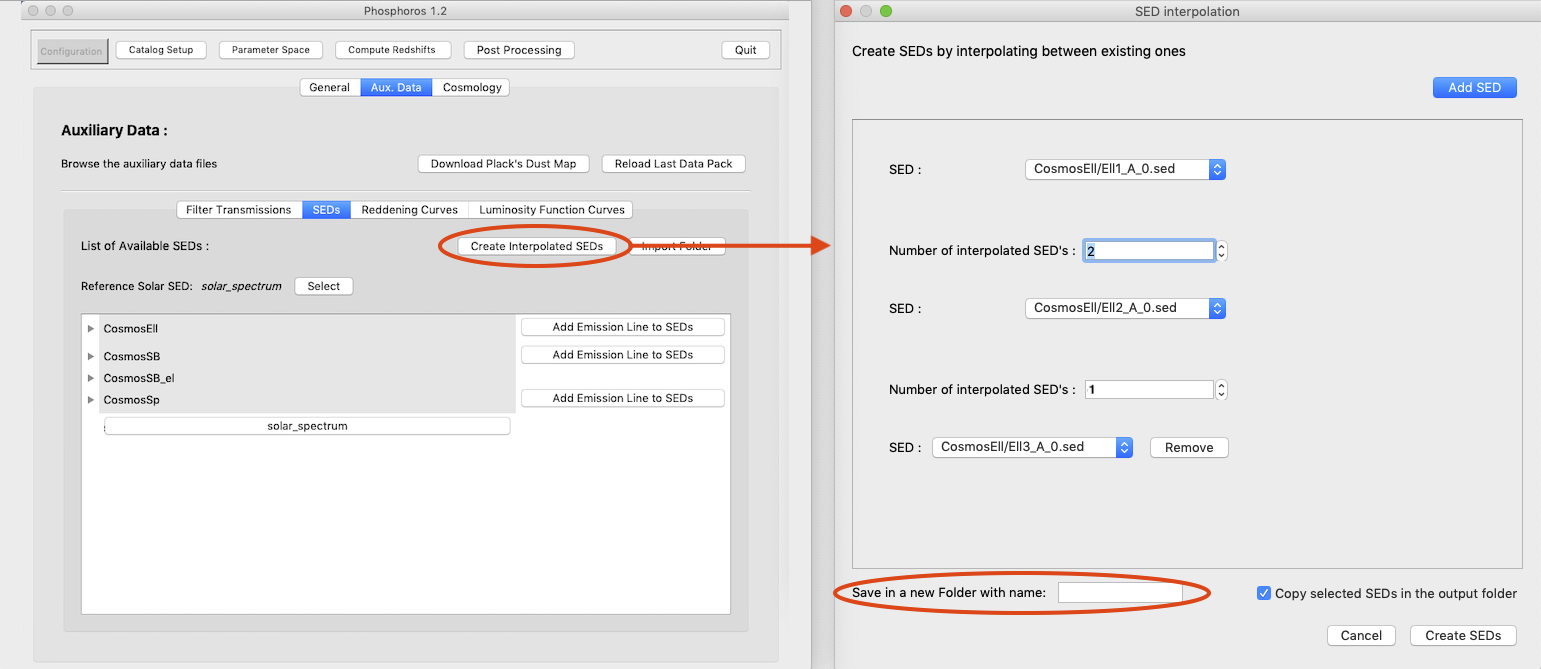 Phosphoros 1.2
Configuration Catalog Setup Parameter Space Compute Redshifts Post Processing Quit
General Aux. Data Cosmology
Auxiliary Data :
Browse the auxiliary data files Download Plack's Dust Map Reload Last Data Pack
Filter Transmissions SEDs Reddening Curves Luminosity Function Curves
List of Available SEDs : Create Interpolated SEDs Import Folder
Reference Solar SED: solar_spectrum Select
CosmosEll Add Emission Line to SEDs
CosmosSB Add Emission Line to SEDs
CosmosSB_el
CosmosSp Add Emission Line to SEDs
solar_spectrum
SED interpolation
Create SEDs by interpolating between existing ones
Add SED
SED : CosmosEll/Ell1_A_0.sed
Number of interpolated SED's : 2
SED : CosmosEll/Ell2_A_0.sed
Number of interpolated SED's : 1
SED : CosmosEll/Ell3_A_0.sed Remove
Save in a new Folder with name: Copy selected SEDs in the output folder
Cancel Create SEDs